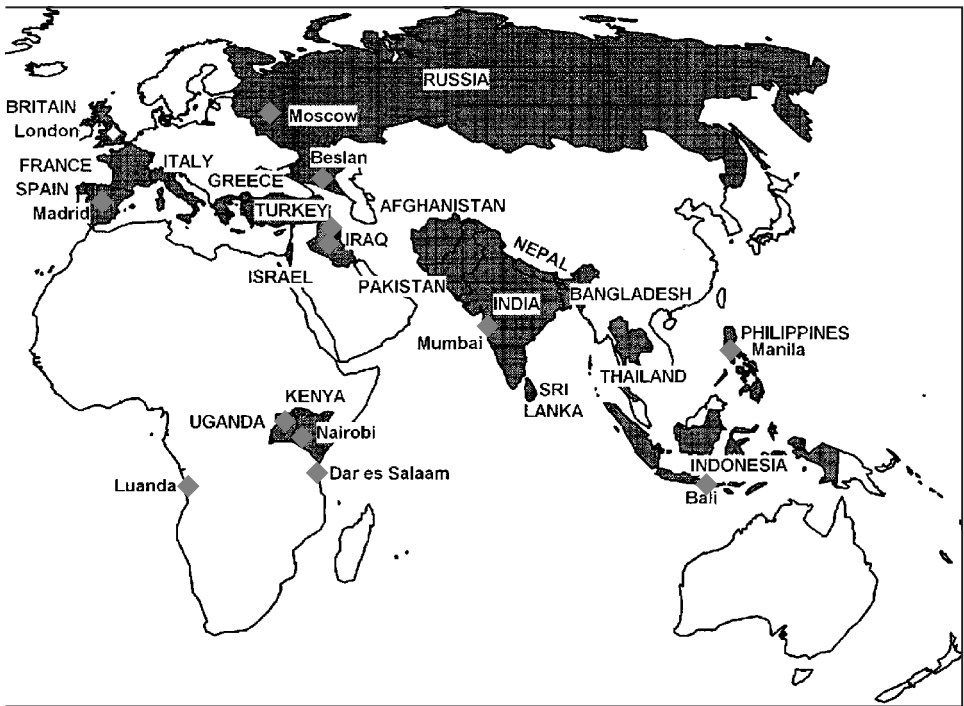 RUSSIA
BRITAIN
London
Moscow
FRANCE
ITALY
Beslan
SPAIN
GREECE
Madrid
TURKEY
AFGHANISTAN
IRAQ
NEPAL
ISRAEL
PAKISTAN
INDIA
BANGLADESH
Mumbai
PHILIPPINES
Manila
THAILAND
SRI
LANKA
KENYA
UGANDA
Nairobi
INDONESIA
Dar es Salaam
Luanda
Bali